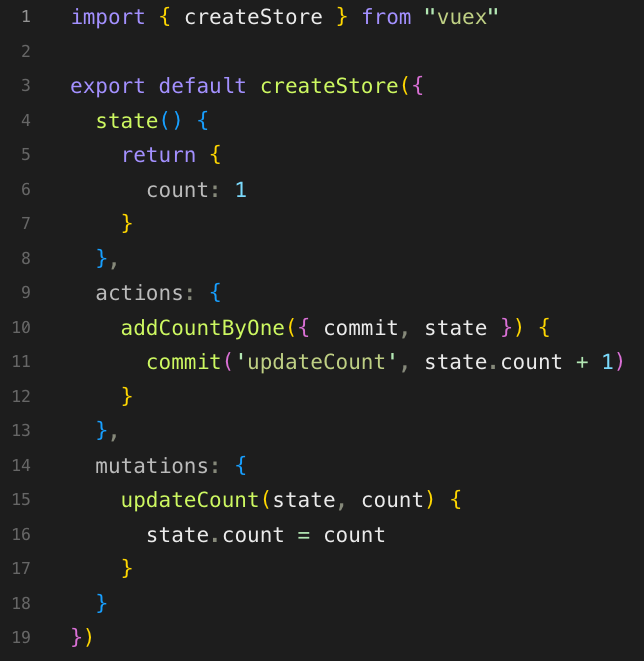 1 import { createStore } from "vuex"
2
3 export default createStore({
4   state() {
5     return {
6       count: 1
7     }
8   },
9   actions: {
10     addCountByOne({ commit, state }) {
11       commit('updateCount', state.count + 1)
12     }
13   },
14   mutations: {
15     updateCount(state, count) {
16       state.count = count
17     }
18   }
19 })